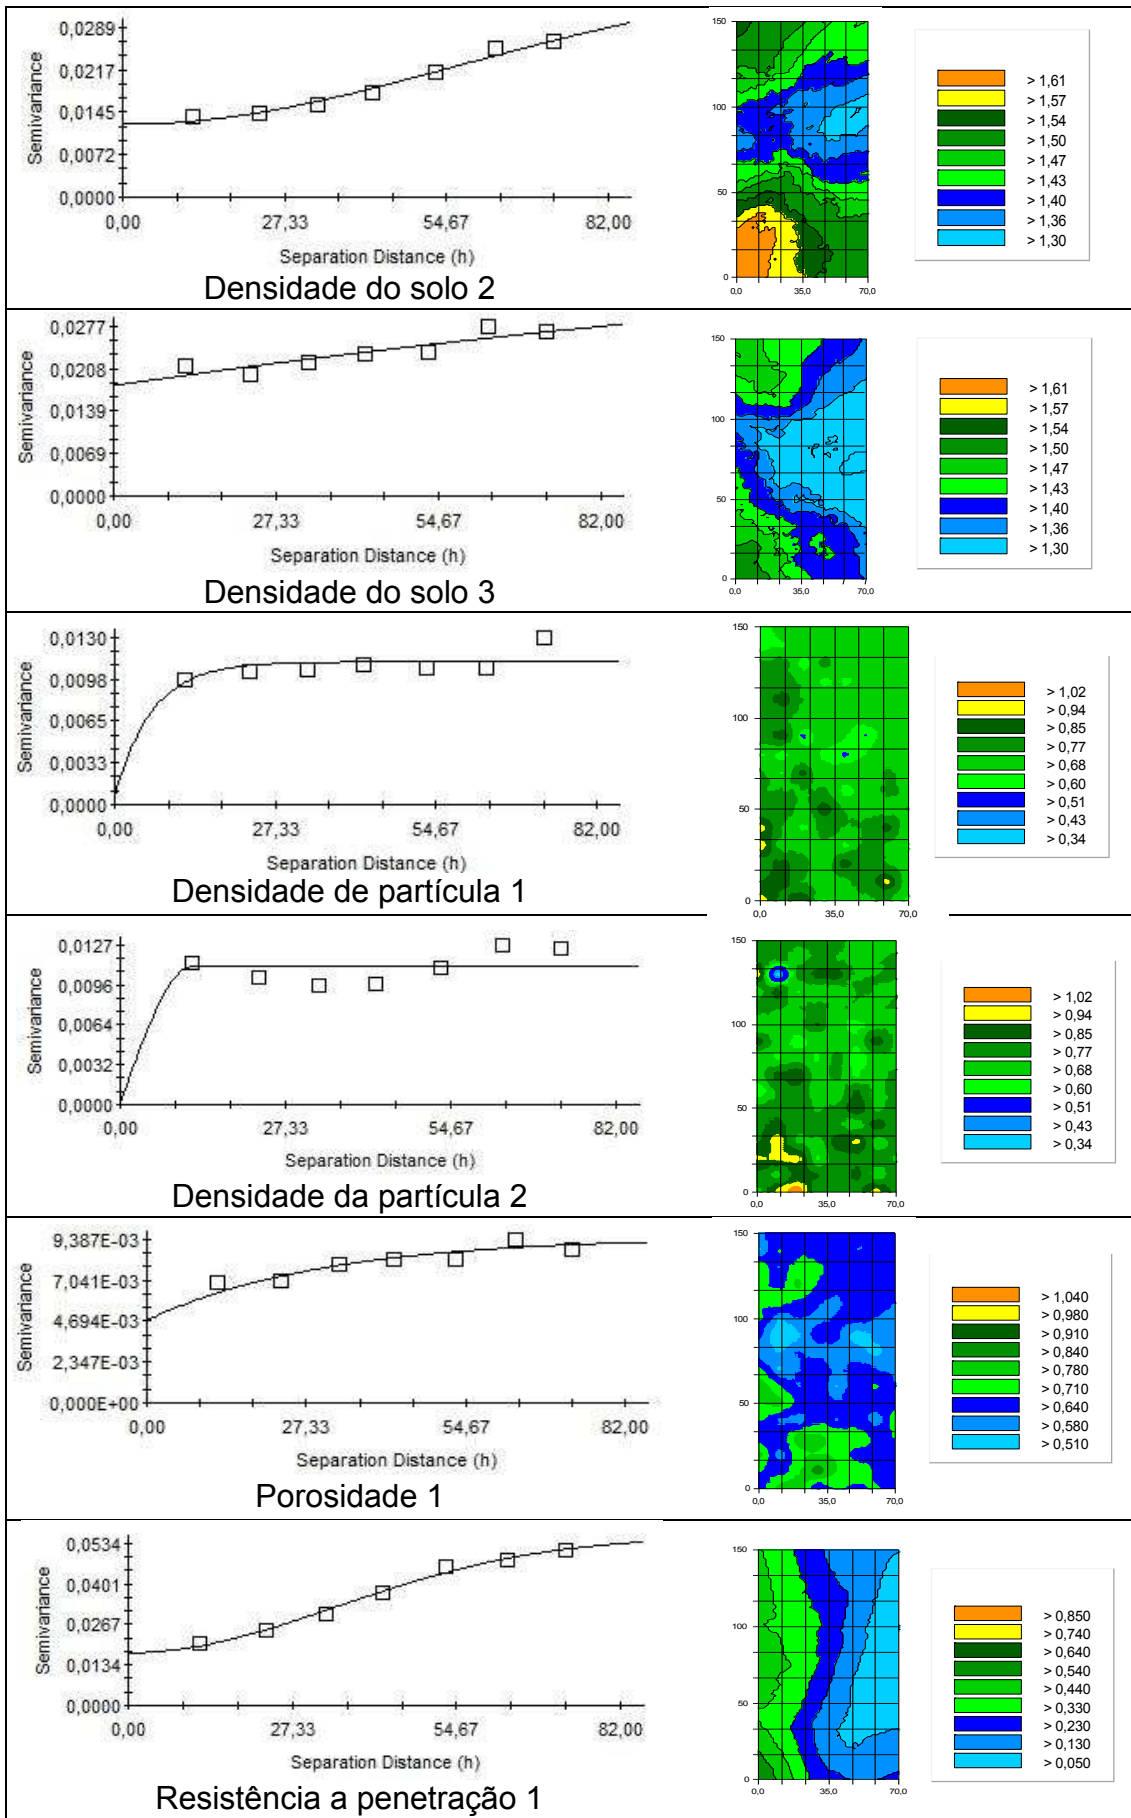 0,0289
0,0217
0,0145
0,0072
0,0000
Semivariance
0,00 27,33 54,67 82,00
Separation Distance (h)
Densidade do solo 2
150
100
50
0
0,0 35,0 70,0
> 1,61
> 1,57
> 1,54
> 1,50
> 1,47
> 1,43
> 1,40
> 1,36
> 1,30
0,0277
0,0208
0,0139
0,0069
0,0000
Semivariance
0,00 27,33 54,67 82,00
Separation Distance (h)
Densidade do solo 3
150
100
50
0
0,0 35,0 70,0
> 1,61
> 1,57
> 1,54
> 1,50
> 1,47
> 1,43
> 1,40
> 1,36
> 1,30
0,0130
0,0098
0,0065
0,0033
0,0000
Semivariance
0,00 27,33 54,67 82,00
Separation Distance (h)
Densidade de partícula 1
150
100
50
0
0,0 35,0 70,0
> 1,02
> 0,94
> 0,85
> 0,77
> 0,68
> 0,60
> 0,51
> 0,43
> 0,34
0,0127
0,0096
0,0064
0,0032
0,0000
Semivariance
0,00 27,33 54,67 82,00
Separation Distance (h)
Densidade da partícula 2
150
100
50
0
0,0 35,0 70,0
> 1,02
> 0,94
> 0,85
> 0,77
> 0,68
> 0,60
> 0,51
> 0,43
> 0,34
9,387E-03
7,041E-03
4,694E-03
2,347E-03
0,000E+00
Semivariance
0,00 27,33 54,67 82,00
Separation Distance (h)
Porosidade 1
150
100
50
0
0,0 35,0 70,0
> 1,040
> 0,980
> 0,910
> 0,840
> 0,780
> 0,710
> 0,640
> 0,580
> 0,510
0,0534
0,0401
0,0267
0,0134
0,0000
Semivariance
0,00 27,33 54,67 82,00
Separation Distance (h)
Resistência a penetração 1
150
100
50
0
0,0 35,0 70,0
> 0,850
> 0,740
> 0,640
> 0,540
> 0,440
> 0,330
> 0,230
> 0,130
> 0,050